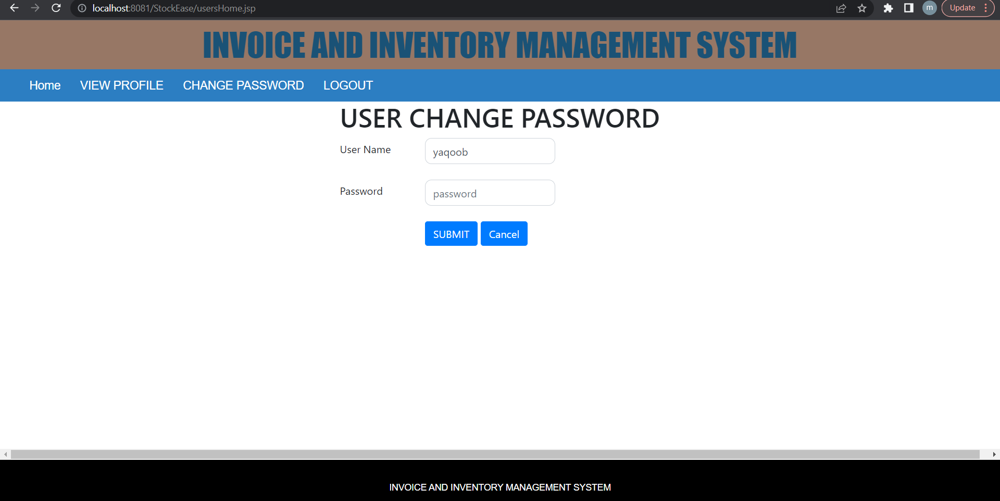 localhost:8081/StockEase/usersHome.jsp
m
Update
INVOICE AND INVENTORY MANAGEMENT SYSTEM
Home VIEW PROFILE CHANGE PASSWORD LOGOUT
USER CHANGE PASSWORD
User Name yaqoob
Password password
SUBMIT Cancel
INVOICE AND INVENTORY MANAGEMENT SYSTEM